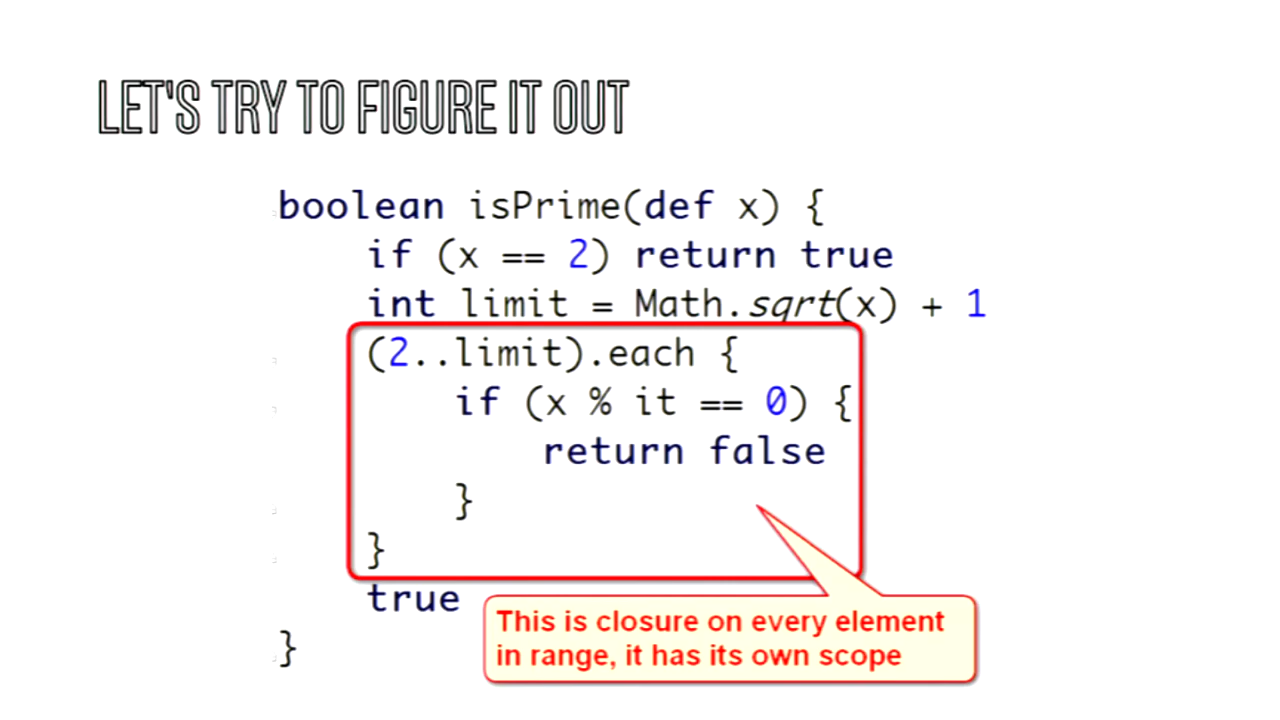 LET'S TRY TO FIGURE IT OUT
boolean isPrime(def x) {
    if (x == 2) return true
    int limit = Math.sqrt(x) + 1
    (2..limit).each {
        if (x % it == 0) {
            return false
        }
    }
    true
}
This is closure on every element
in range, it has its own scope